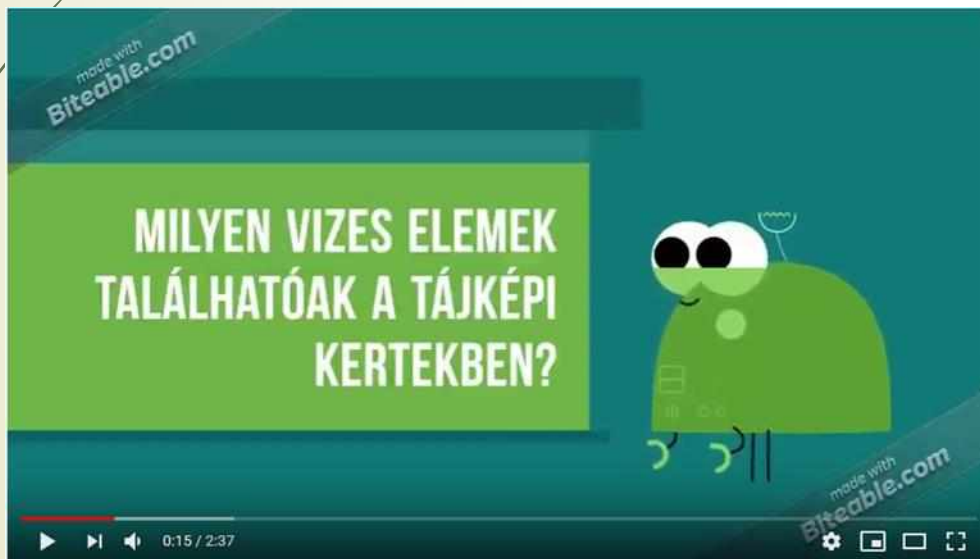 made with
Biteable.com
MILYEN VIZES ELEMEK
TALÁLHATÓAK A TÁJKÉPI
KERTEKBEN?
made with
Biteable.com
0:15 / 2:37